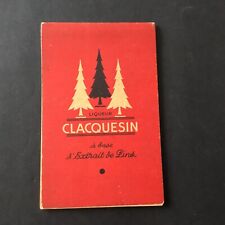 LIQUEUR
CLACQUESIN
à base
d'Extrait de Pins